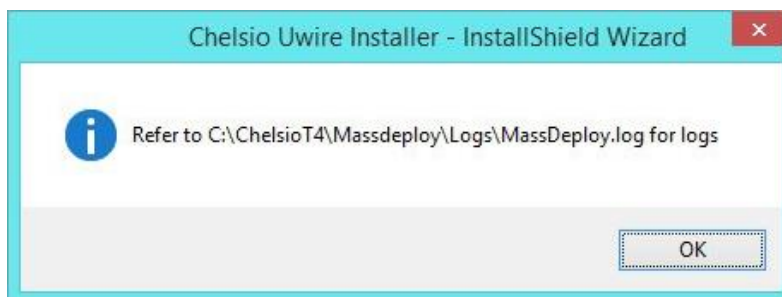 Chelsio Uwire Installer - InstallShield Wizard
Refer to C:\ChelsioT4\Massdeploy\Logs\MassDeploy.log for logs
OK